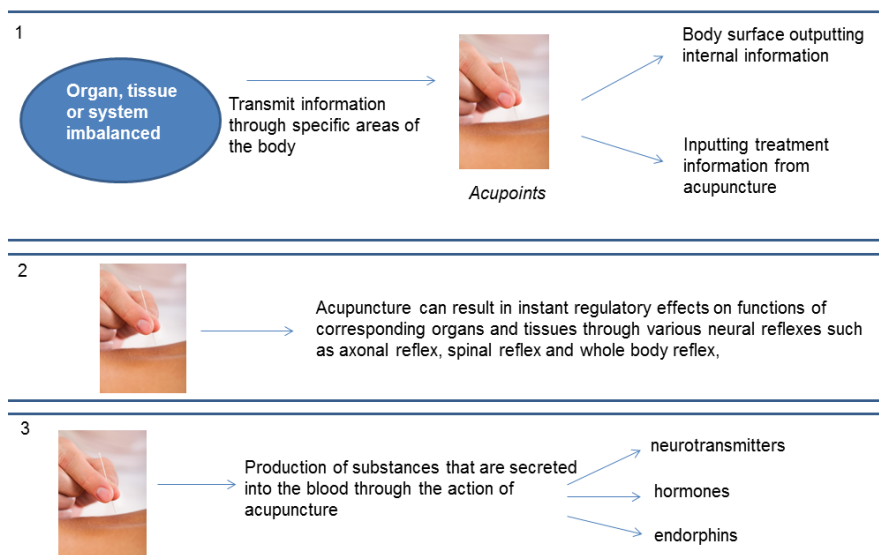 1
Organ, tissue
or system
imbalanced
Transmit information
through specific areas of
the body
Acupoints
Body surface outputting
internal information
Inputting treatment
information from
acupuncture
2
Acupuncture can result in instant regulatory effects on functions of
corresponding organs and tissues through various neural reflexes such
as axonal reflex, spinal reflex and whole body reflex,
3
Production of substances that are secreted
into the blood through the action of
acupuncture
neurotransmitters
hormones
endorphins